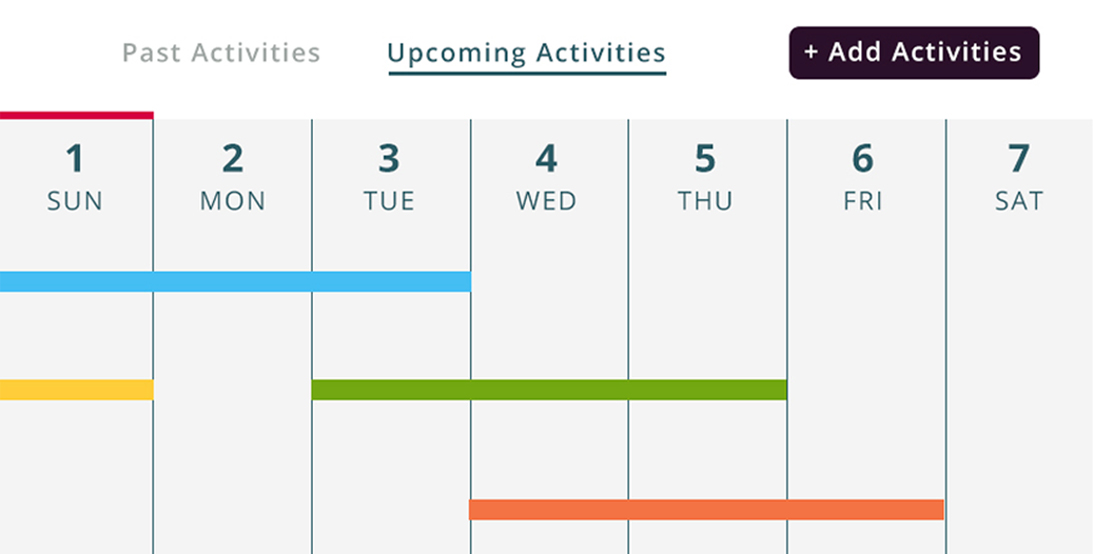 Past Activities Upcoming Activities + Add Activities
1 2 3 4 5 6 7
SUN MON TUE WED THU FRI SAT